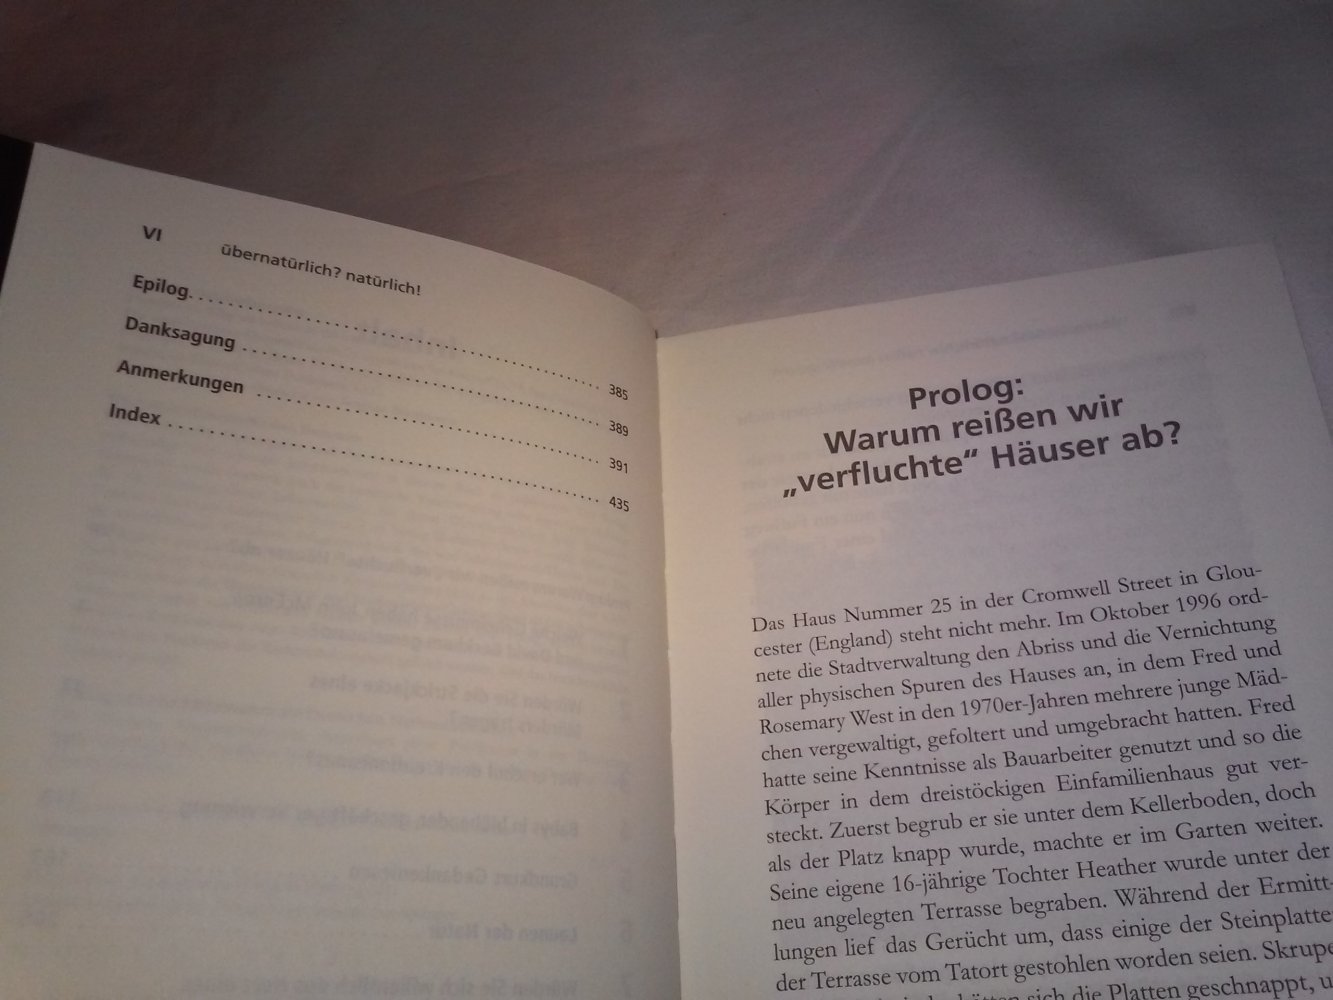 VI übernatürlich? natürlich!
Epilog. . . . . . . . . . . . . . . . . . . . . . . . . . . . . . . . . . . . . . . . . . . . . . . 385
Danksagung . . . . . . . . . . . . . . . . . . . . . . . . . . . . . . . . . . . . . . . . . . 389
Anmerkungen . . . . . . . . . . . . . . . . . . . . . . . . . . . . . . . . . . . . . . . . 391
Index . . . . . . . . . . . . . . . . . . . . . . . . . . . . . . . . . . . . . . . . . . . . . . . . 435
Prolog:
Warum reißen wir
„verfluchte“ Häuser ab?
Das Haus Nummer 25 in der Cromwell Street in Glou-
cester (England) steht nicht mehr. Im Oktober 1996 ord-
nete die Stadtverwaltung den Abriss und die Vernichtung
aller physischen Spuren des Hauses an, in dem Fred und
Rosemary West in den 1970er-Jahren mehrere junge Mäd-
chen vergewaltigt, gefoltert und umgebracht hatten. Fred
hatte seine Kenntnisse als Bauarbeiter genutzt und so die
Körper in dem dreistöckigen Einfamilienhaus gut ver-
steckt. Zuerst begrub er sie unter dem Kellerboden, doch
als der Platz knapp wurde, machte er im Garten weiter.
Seine eigene 16-jährige Tochter Heather wurde unter der
neu angelegten Terrasse begraben. Während der Ermitt-
lungen lief das Gerücht um, dass einige der Steinplatte
der Terrasse vom Tatort gestohlen worden seien. Skrupe
sich die Platten geschnappt, u